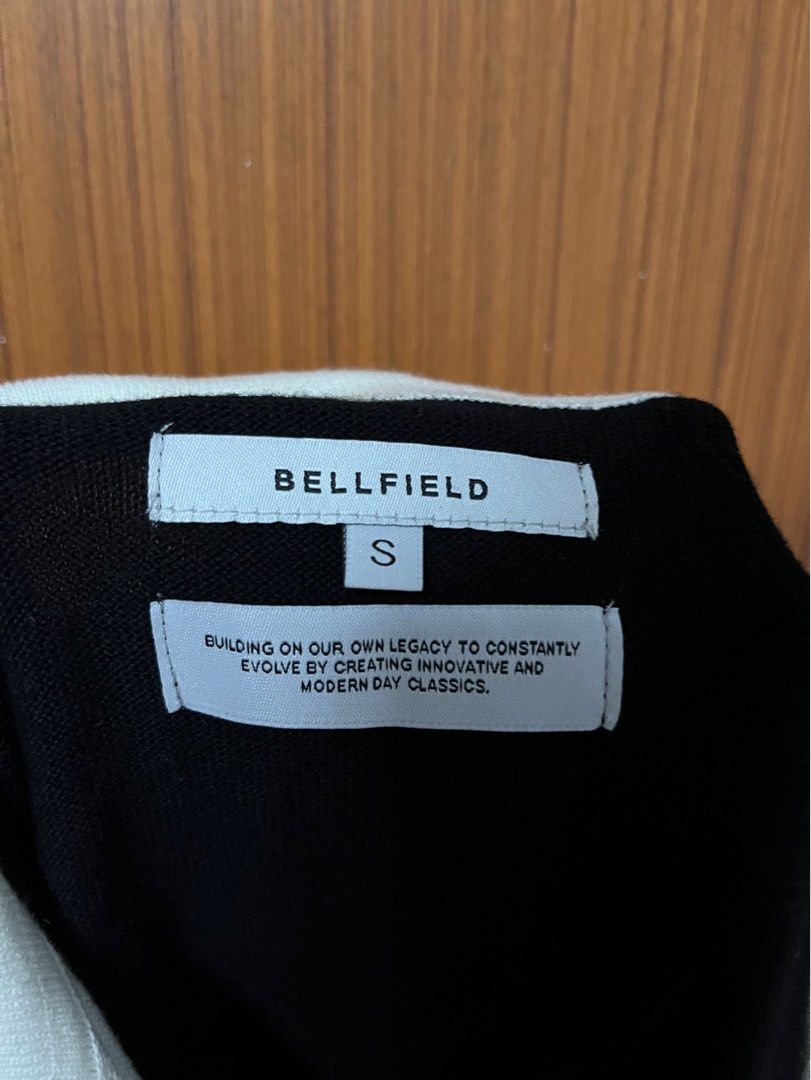 BELLFIELD
S
BUILDING ON OUR OWN LEGACY TO CONSTANTLY
EVOLVE BY CREATING INNOVATIVE AND
MODERN DAY CLASSICS.